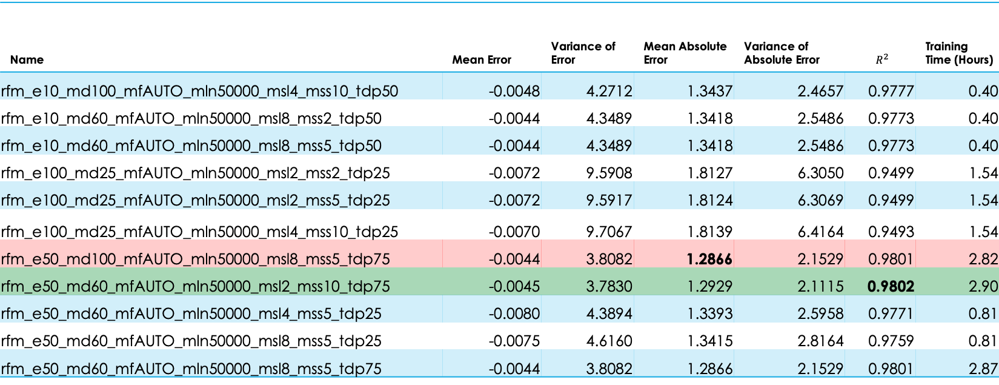 Name Mean Error Variance of Error Mean Absolute Error Variance of Absolute Error R² Training Time (Hours)
rfm_e10_md100_mfAUTO_mln50000_msl4_mss10_tdp50 -0.0048 4.2712 1.3437 2.4657 0.9777 0.40
rfm_e10_md60_mfAUTO_mln50000_msl8_mss2_tdp50 -0.0044 4.3489 1.3418 2.5486 0.9773 0.40
rfm_e10_md60_mfAUTO_mln50000_msl8_mss5_tdp50 -0.0044 4.3489 1.3418 2.5486 0.9773 0.40
rfm_e100_md25_mfAUTO_mln50000_msl2_mss2_tdp25 -0.0072 9.5908 1.8127 6.3050 0.9499 1.54
rfm_e100_md25_mfAUTO_mln50000_msl2_mss5_tdp25 -0.0072 9.5917 1.8124 6.3069 0.9499 1.54
rfm_e100_md25_mfAUTO_mln50000_msl4_mss10_tdp25 -0.0070 9.7067 1.8139 6.4164 0.9493 1.54
rfm_e50_md100_mfAUTO_mln50000_msl8_mss5_tdp75 -0.0044 3.8082 1.2866 2.1529 0.9801 2.82
rfm_e50_md60_mfAUTO_mln50000_msl2_mss10_tdp75 -0.0045 3.7830 1.2929 2.1115 0.9802 2.90
rfm_e50_md60_mfAUTO_mln50000_msl4_mss5_tdp25 -0.0080 4.3894 1.3393 2.5958 0.9771 0.81
rfm_e50_md60_mfAUTO_mln50000_msl8_mss5_tdp25 -0.0075 4.6160 1.3415 2.8164 0.9759 0.81
rfm_e50_md60_mfAUTO_mln50000_msl8_mss5_tdp75 -0.0044 3.8082 1.2866 2.1529 0.9801 2.87